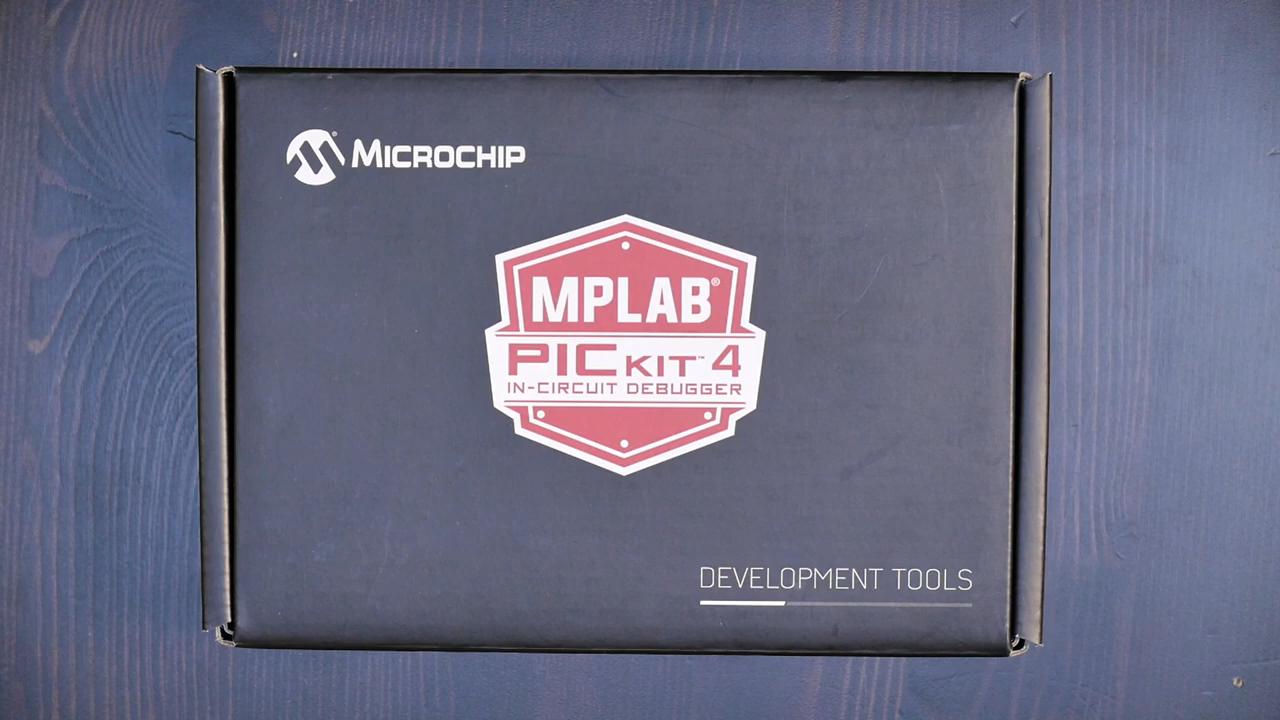 MICROCHIP
MPLAB®
PICKIT™ 4
IN-CIRCUIT DEBUGGER
DEVELOPMENT TOOLS